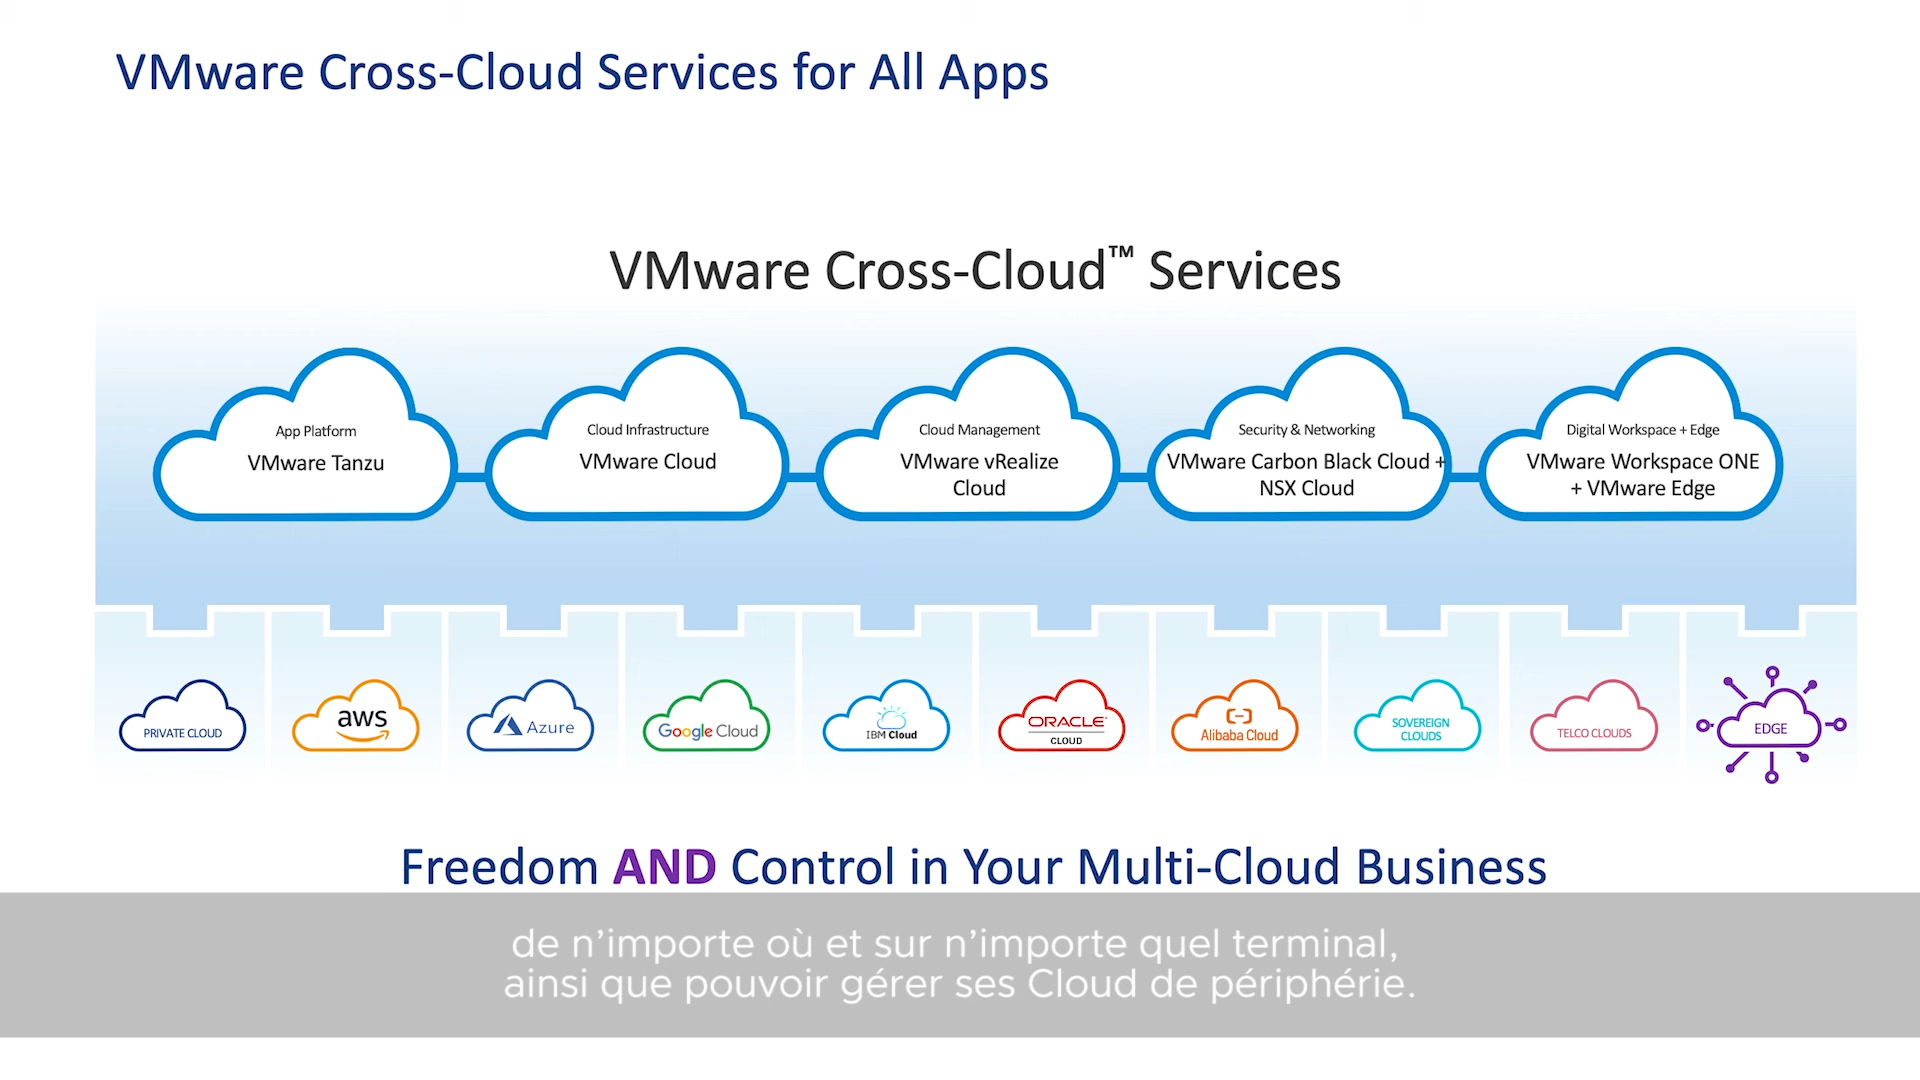 VMware Cross-Cloud Services for All Apps
VMware Cross-Cloud™ Services
App Platform
VMware Tanzu
Cloud Infrastructure
VMware Cloud
Cloud Management
VMware vRealize
Cloud
Security & Networking
VMware Carbon Black Cloud +
NSX Cloud
Digital Workspace + Edge
VMware Workspace ONE
+ VMware Edge
PRIVATE CLOUD
aws
Azure
Google Cloud
IBM Cloud
ORACLE
CLOUD
Alibaba Cloud
SOVEREIGN
CLOUDS
TELCO CLOUDS
EDGE
Freedom AND Control in Your Multi-Cloud Business
de n’importe où et sur n’importe quel terminal,
ainsi que pouvoir gérer ses Cloud de périphérie.